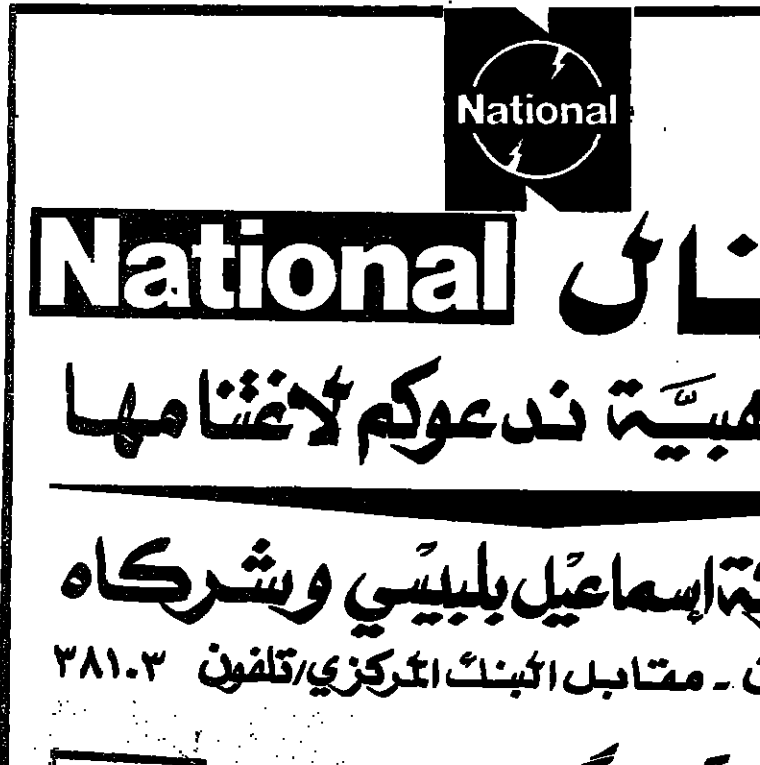 National
National
ندعوكم لاغتنامها
إسماعيل بلبيسي وشركاه
ـ مقابل البنك المركزي/تلفون ٣٨١٠٣